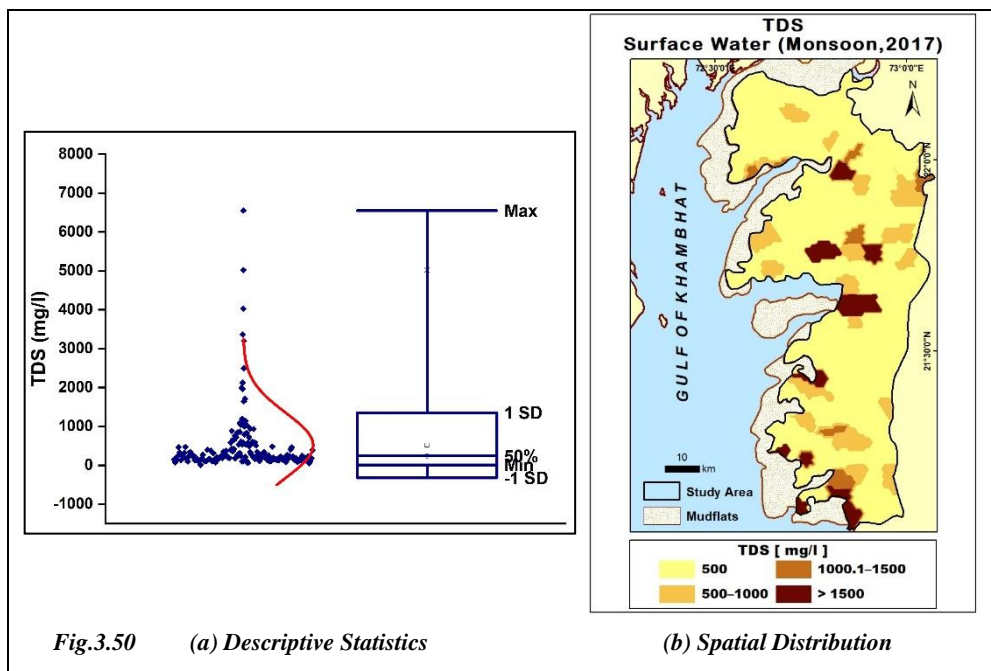 8000
7000
6000
5000
4000
3000
2000
1000
0
-1000
TDS (mg/l)
Max
1 SD
50%
Min
-1 SD
TDS
Surface Water (Monsoon,2017)
72°30'0"E
73°0'0"E
N
22°0'0"N
21°30'0"N
GULF OF KHAMBHAT
10
km
Study Area
Mudflats
TDS [ mg/l ]
500
1000.1–1500
500–1000
> 1500
Fig.3.50 (a) Descriptive Statistics (b) Spatial Distribution